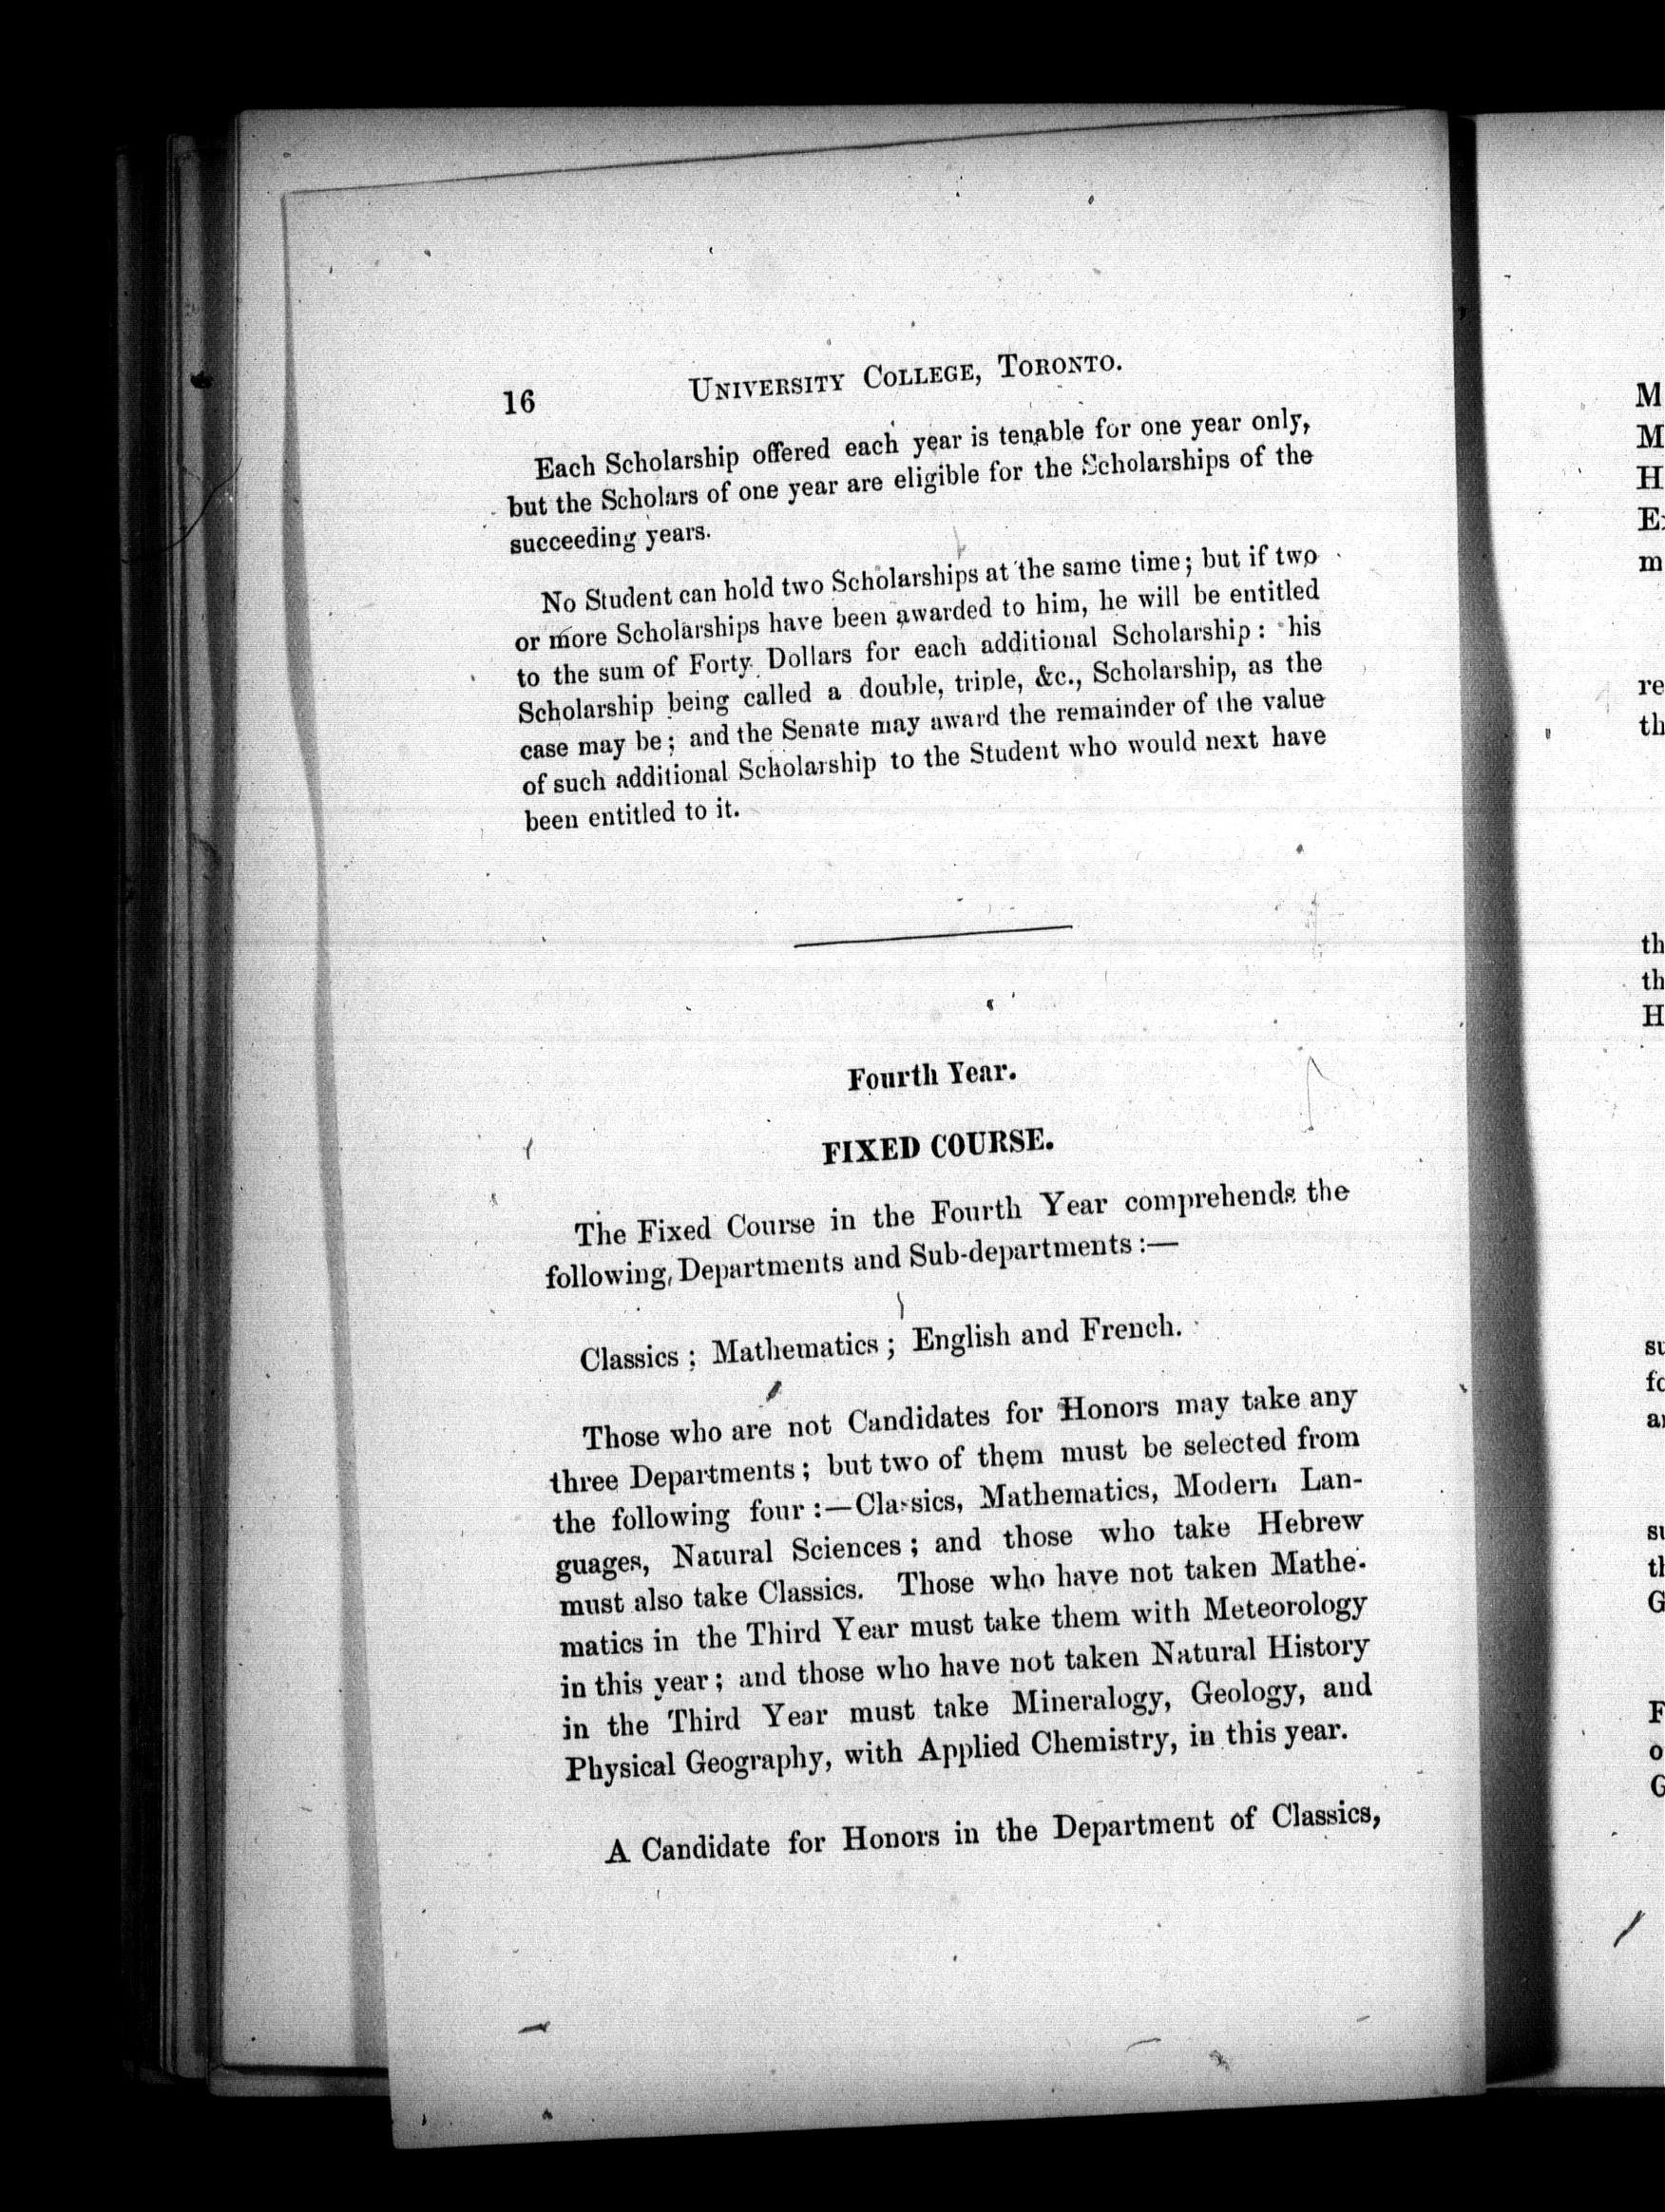 16 UNIVERSITY COLLEGE, TORONTO.
Each Scholarship offered each year is tenable for one year only,
but the Scholars of one year are eligible for the Scholarships of the
succeeding years.
No Student can hold two Scholarships at the same time; but if two
or more Scholarships have been awarded to him, he will be entitled
to the sum of Forty Dollars for each additional Scholarship: his
Scholarship being called a double, triple, &c., Scholarship, as the
case may be; and the Senate may award the remainder of the value
of such additional Scholarship to the Student who would next have
been entitled to it.
Fourth Year.
FIXED COURSE.
The Fixed Course in the Fourth Year comprehends the
following, Departments and Sub-departments :—
Classics; Mathematics; English and French.
Those who are not Candidates for Honors may take any
three Departments; but two of them must be selected from
the following four :—Classics, Mathematics, Modern Lan-
guages, Natural Sciences; and those who take Hebrew
must also take Classics. Those who have not taken Mathe-
matics in the Third Year must take them with Meteorology
in this year; and those who have not taken Natural History
in the Third Year must take Mineralogy, Geology, and
Physical Geography, with Applied Chemistry, in this year.
A Candidate for Honors in the Department of Classics,